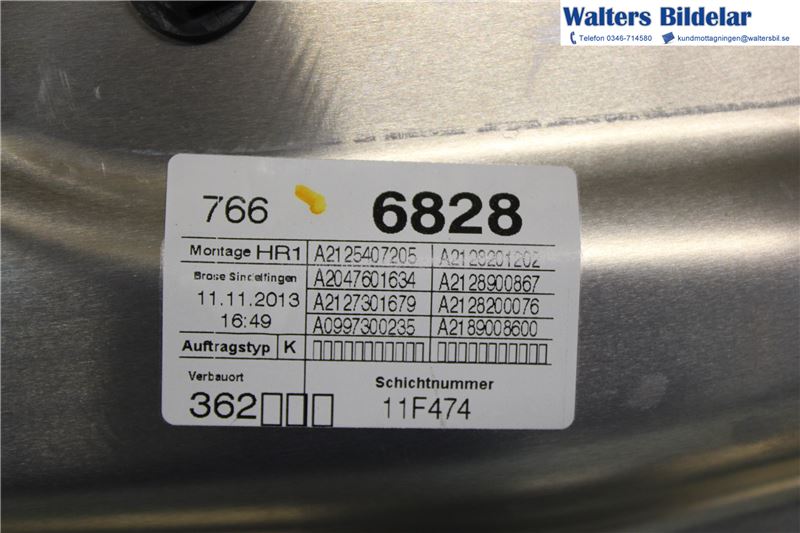 Walters Bildelar
Telefon 0346-714580 kundmottagningen@waltersbil.se
766 6828
Montage HR1 A2125407205 A2128201202
Brose Sindelfingen A2047601634 A2128900867
11.11.2013 A2127301679 A2128200076
16:49 A0997300235 A2189008600
Auftragstyp K
Verbauort Schichtnummer
362 11F474